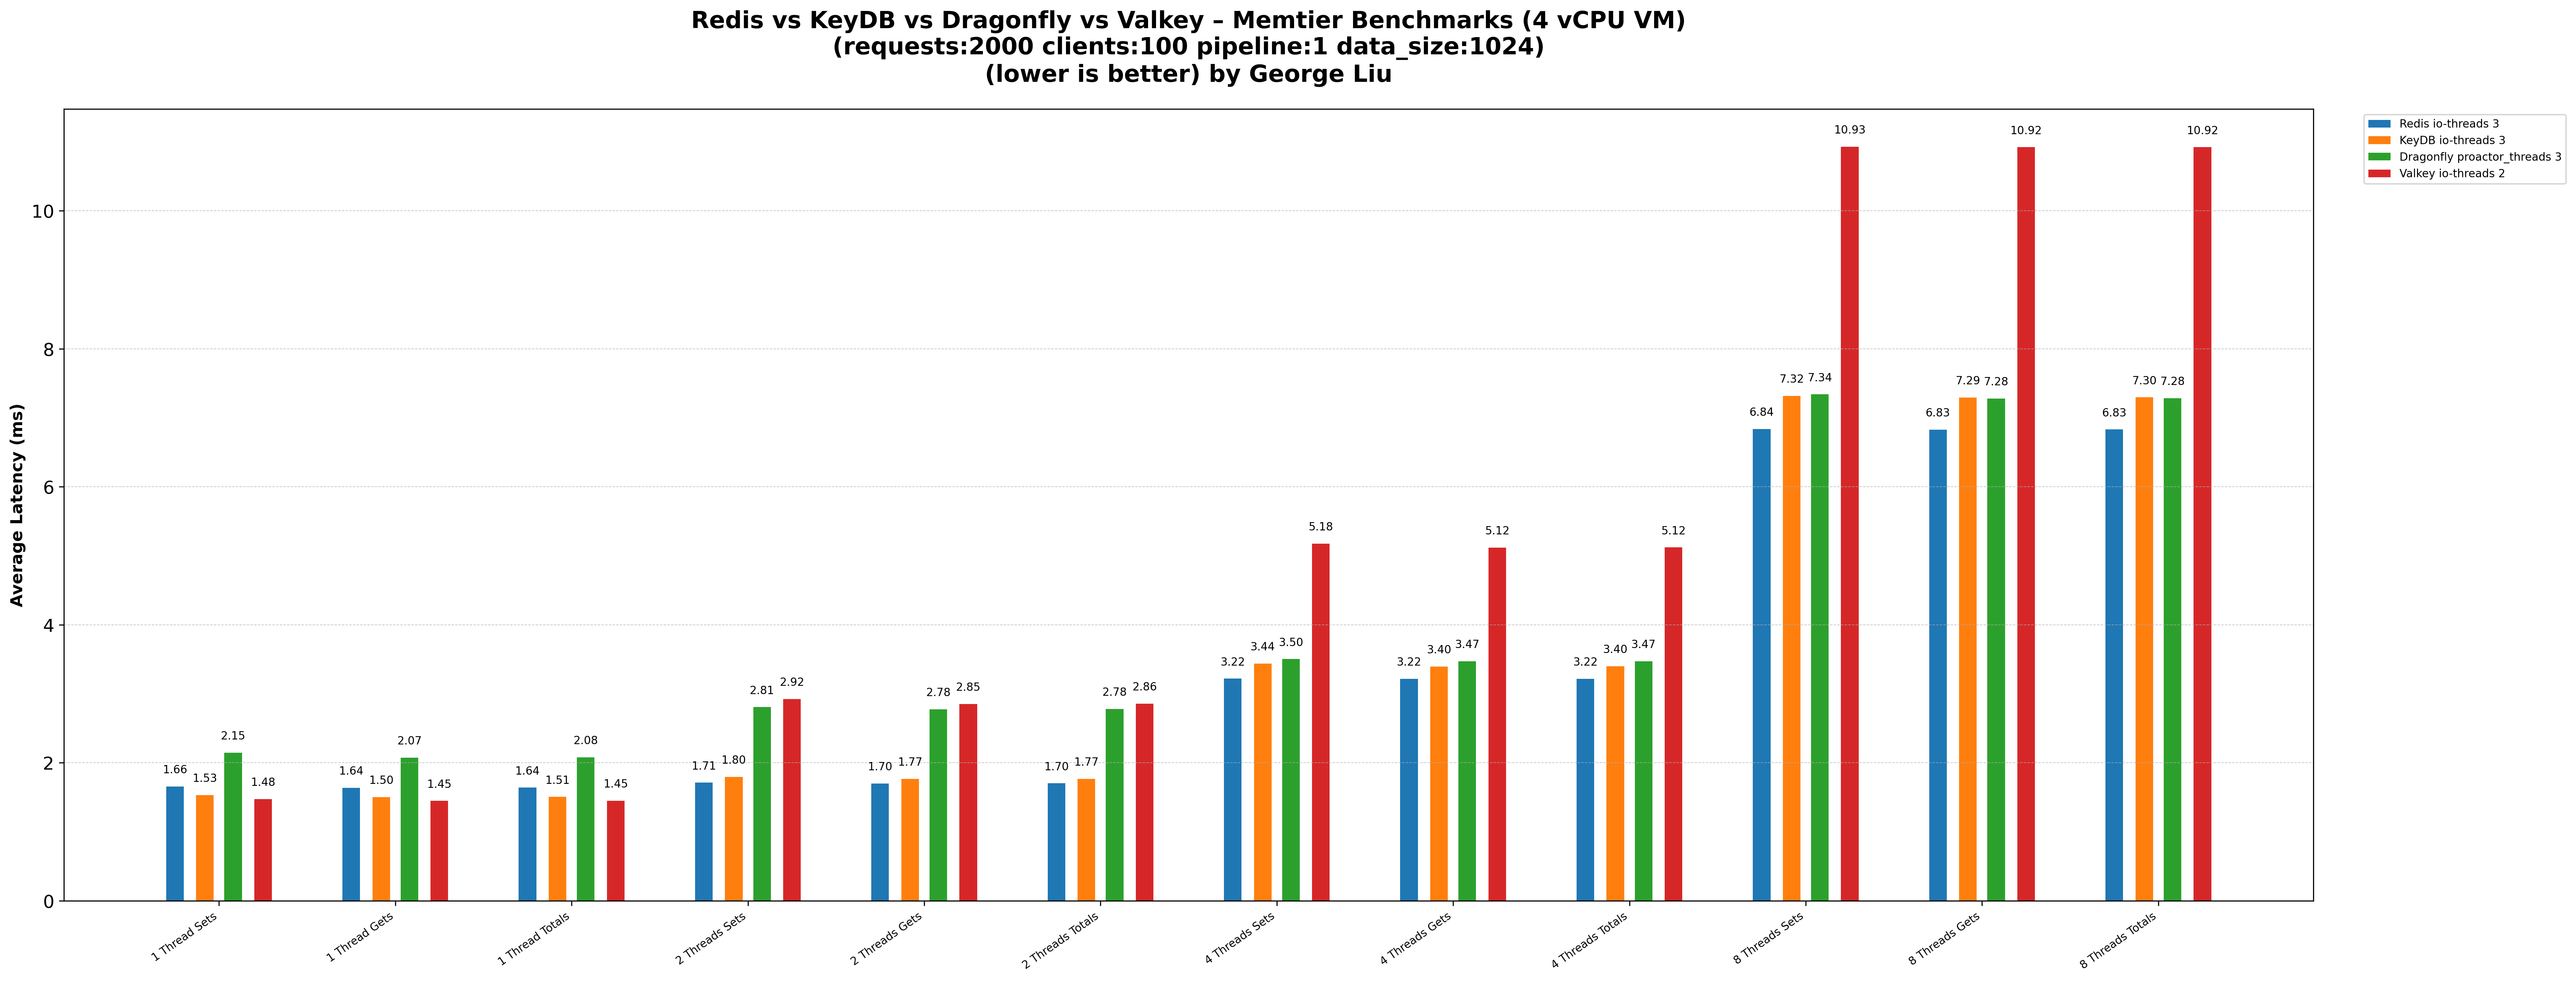 Redis vs KeyDB vs Dragonfly vs Valkey – Memtier Benchmarks (4 vCPU VM)
(requests:2000 clients:100 pipeline:1 data_size:1024)
(lower is better) by George Liu
Redis io-threads 3
KeyDB io-threads 3
Dragonfly proactor_threads 3
Valkey io-threads 2
Average Latency (ms)
10
8
6
4
2
0
1.66 1.53 2.15 1.48
1.64 1.50 2.07 1.45
1.64 1.51 2.08 1.45
1.71 1.80 2.81 2.92
1.70 1.77 2.78 2.85
1.70 1.77 2.78 2.86
3.22 3.44 3.50 5.18
3.22 3.40 3.47 5.12
3.22 3.40 3.47 5.12
6.84 7.32 7.34 10.93
6.83 7.29 7.28 10.92
6.83 7.30 7.28 10.92
1 Thread Sets
1 Thread Gets
1 Thread Totals
2 Threads Sets
2 Threads Gets
2 Threads Totals
4 Threads Sets
4 Threads Gets
4 Threads Totals
8 Threads Sets
8 Threads Gets
8 Threads Totals